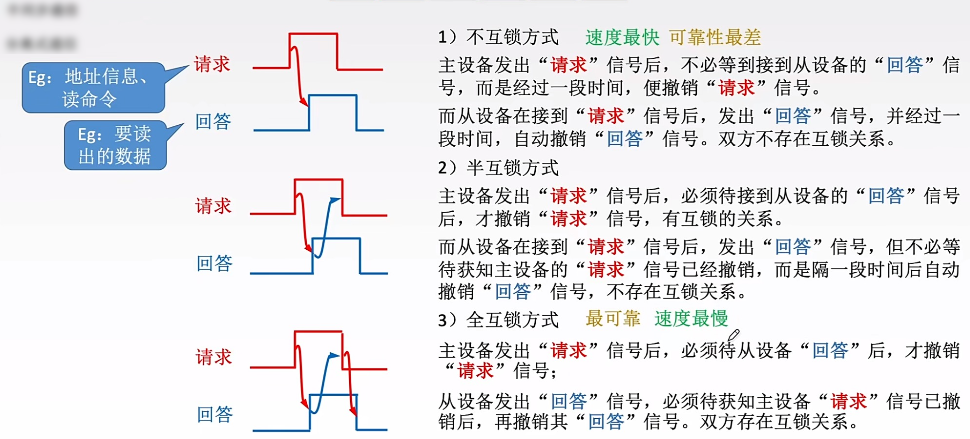 1）不互锁方式 速度最快 可靠性最差
请求
主设备发出“请求”信号后，不必等到接到从设备的“回答”信
号，而是经过一段时间，便撤销“请求”信号。
Eg：地址信息、
读命令
回答
而从设备在接到“请求”信号后，发出“回答”信号，并经过一
段时间，自动撤销“回答”信号。双方不存在互锁关系。
Eg：要读
出的数据
2）半互锁方式
请求
主设备发出“请求”信号后，必须待接到从设备的“回答”信号
后，才撤销“请求”信号，有互锁的关系。
回答
而从设备在接到“请求”信号后，发出“回答”信号，但不必等
待获知主设备的“请求”信号已经撤销，而是隔一段时间后自动
撤销“回答”信号，不存在互锁关系。
3）全互锁方式 最可靠 速度最慢
请求
主设备发出“请求”信号后，必须待从设备“回答”后，才撤销
“请求”信号；
回答
从设备发出“回答”信号，必须待获知主设备“请求”信号已撤
销后，再撤销其“回答”信号。双方存在互锁关系。